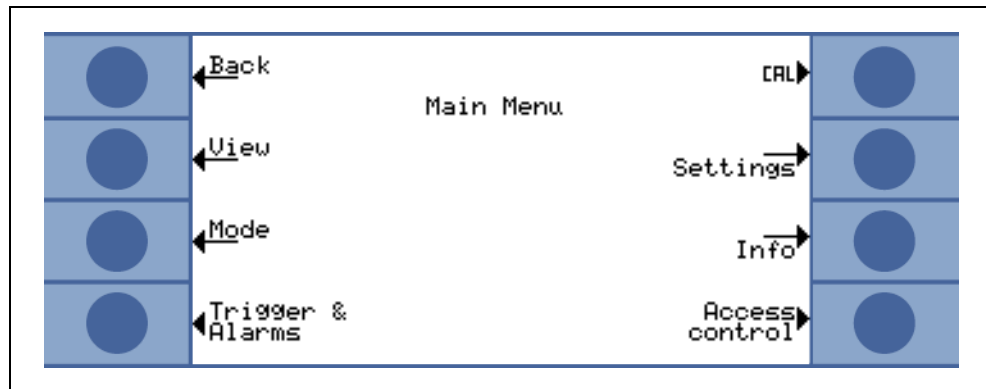 Back
CAL
Main Menu
View
Settings
Mode
Info
Trigger &
Alarms
Access
control